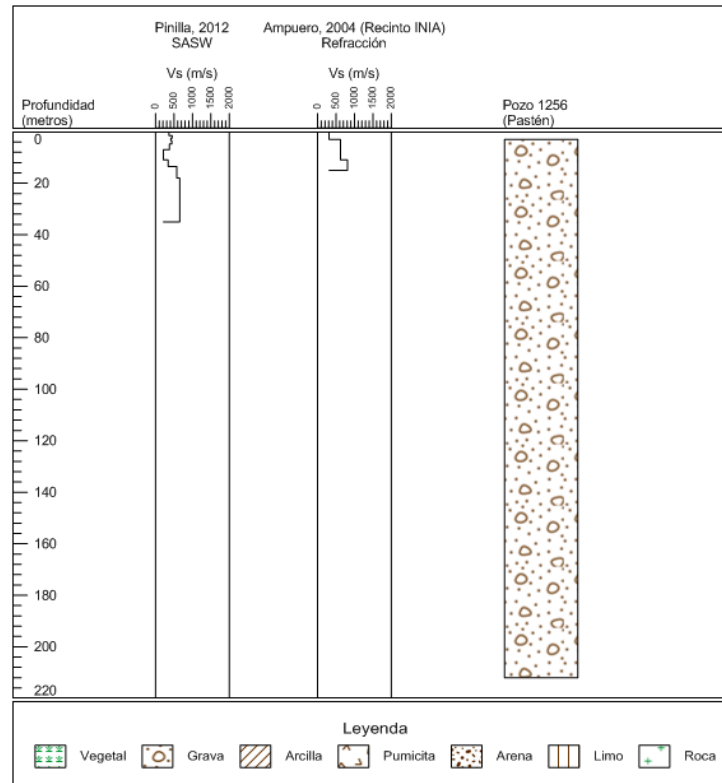 Pinilla, 2012
SASW
Ampuero, 2004 (Recinto INIA)
Refracción
Vs (m/s)
Vs (m/s)
Profundidad
(metros)
0
500
1000
1500
2000
0
500
1000
1500
2000
Pozo 1256
(Pastén)
0
20
40
60
80
100
120
140
160
180
200
220
Leyenda
Vegetal
Grava
Arcilla
Pumicita
Arena
Limo
Roca